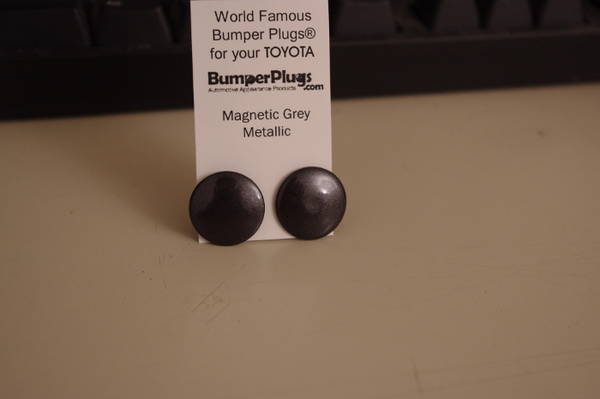 World Famous
Bumper Plugs®
for your TOYOTA
BumperPlugs
.com
Automotive Appearance Products
Magnetic Grey
Metallic